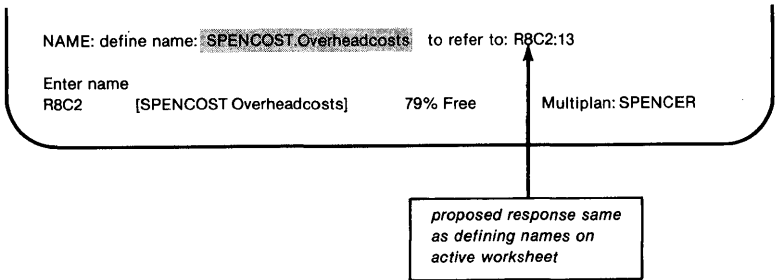 NAME: define name: SPENCOST.Overheadcosts to refer to: R8C2:13
Enter name
R8C2 [SPENCOST Overheadcosts] 79% Free Multiplan: SPENCER
proposed response same
as defining names on
active worksheet